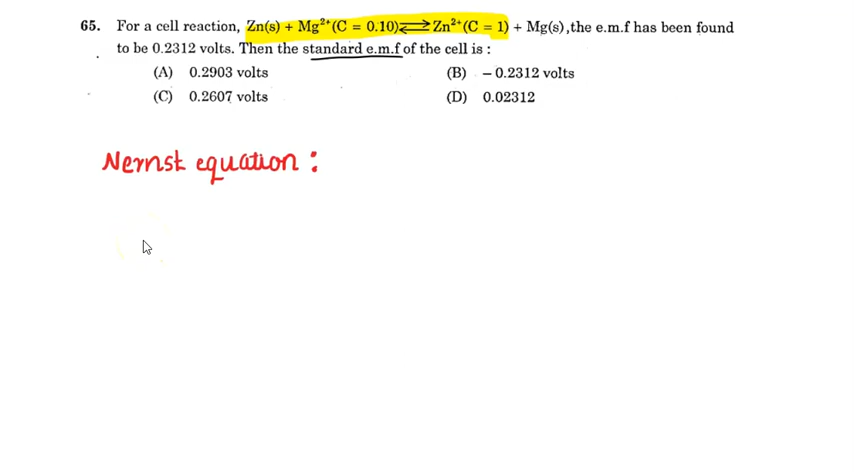 65. For a cell reaction, Zn(s) + Mg²⁺(C = 0.10)⇌Zn²⁺(C = 1) + Mg(s),the e.m.f has been found
to be 0.2312 volts. Then the standard e.m.f of the cell is :
(A) 0.2903 volts (B) – 0.2312 volts
(C) 0.2607 volts (D) 0.02312
Nernst equation :